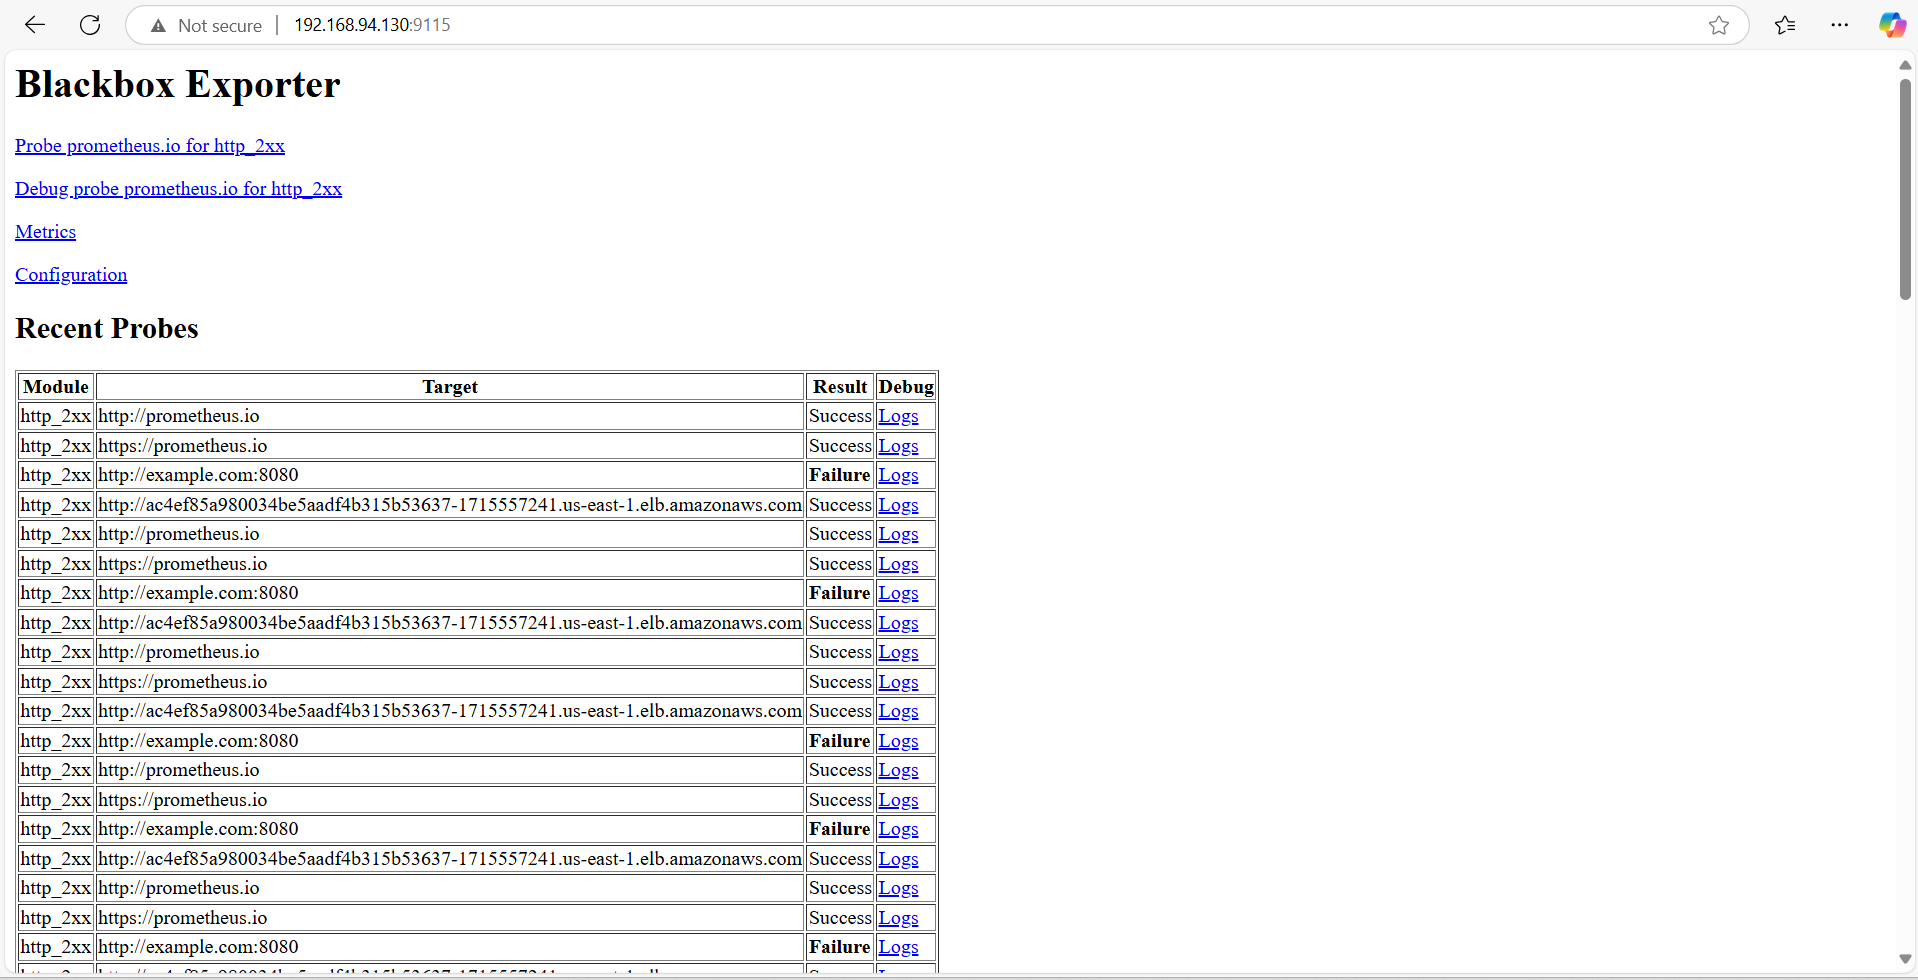 Not secure 192.168.94.130:9115
Blackbox Exporter
Probe prometheus.io for http_2xx
Debug probe prometheus.io for http_2xx
Metrics
Configuration
Recent Probes
Module Target Result Debug
http_2xx http://prometheus.io Success Logs
http_2xx https://prometheus.io Success Logs
http_2xx http://example.com:8080 Failure Logs
http_2xx http://ac4ef85a980034be5aadf4b315b53637-1715557241.us-east-1.elb.amazonaws.com Success Logs
http_2xx http://prometheus.io Success Logs
http_2xx https://prometheus.io Success Logs
http_2xx http://example.com:8080 Failure Logs
http_2xx http://ac4ef85a980034be5aadf4b315b53637-1715557241.us-east-1.elb.amazonaws.com Success Logs
http_2xx http://prometheus.io Success Logs
http_2xx https://prometheus.io Success Logs
http_2xx http://ac4ef85a980034be5aadf4b315b53637-1715557241.us-east-1.elb.amazonaws.com Success Logs
http_2xx http://example.com:8080 Failure Logs
http_2xx http://prometheus.io Success Logs
http_2xx https://prometheus.io Success Logs
http_2xx http://example.com:8080 Failure Logs
http_2xx http://ac4ef85a980034be5aadf4b315b53637-1715557241.us-east-1.elb.amazonaws.com Success Logs
http_2xx http://prometheus.io Success Logs
http_2xx https://prometheus.io Success Logs
http_2xx http://example.com:8080 Failure Logs